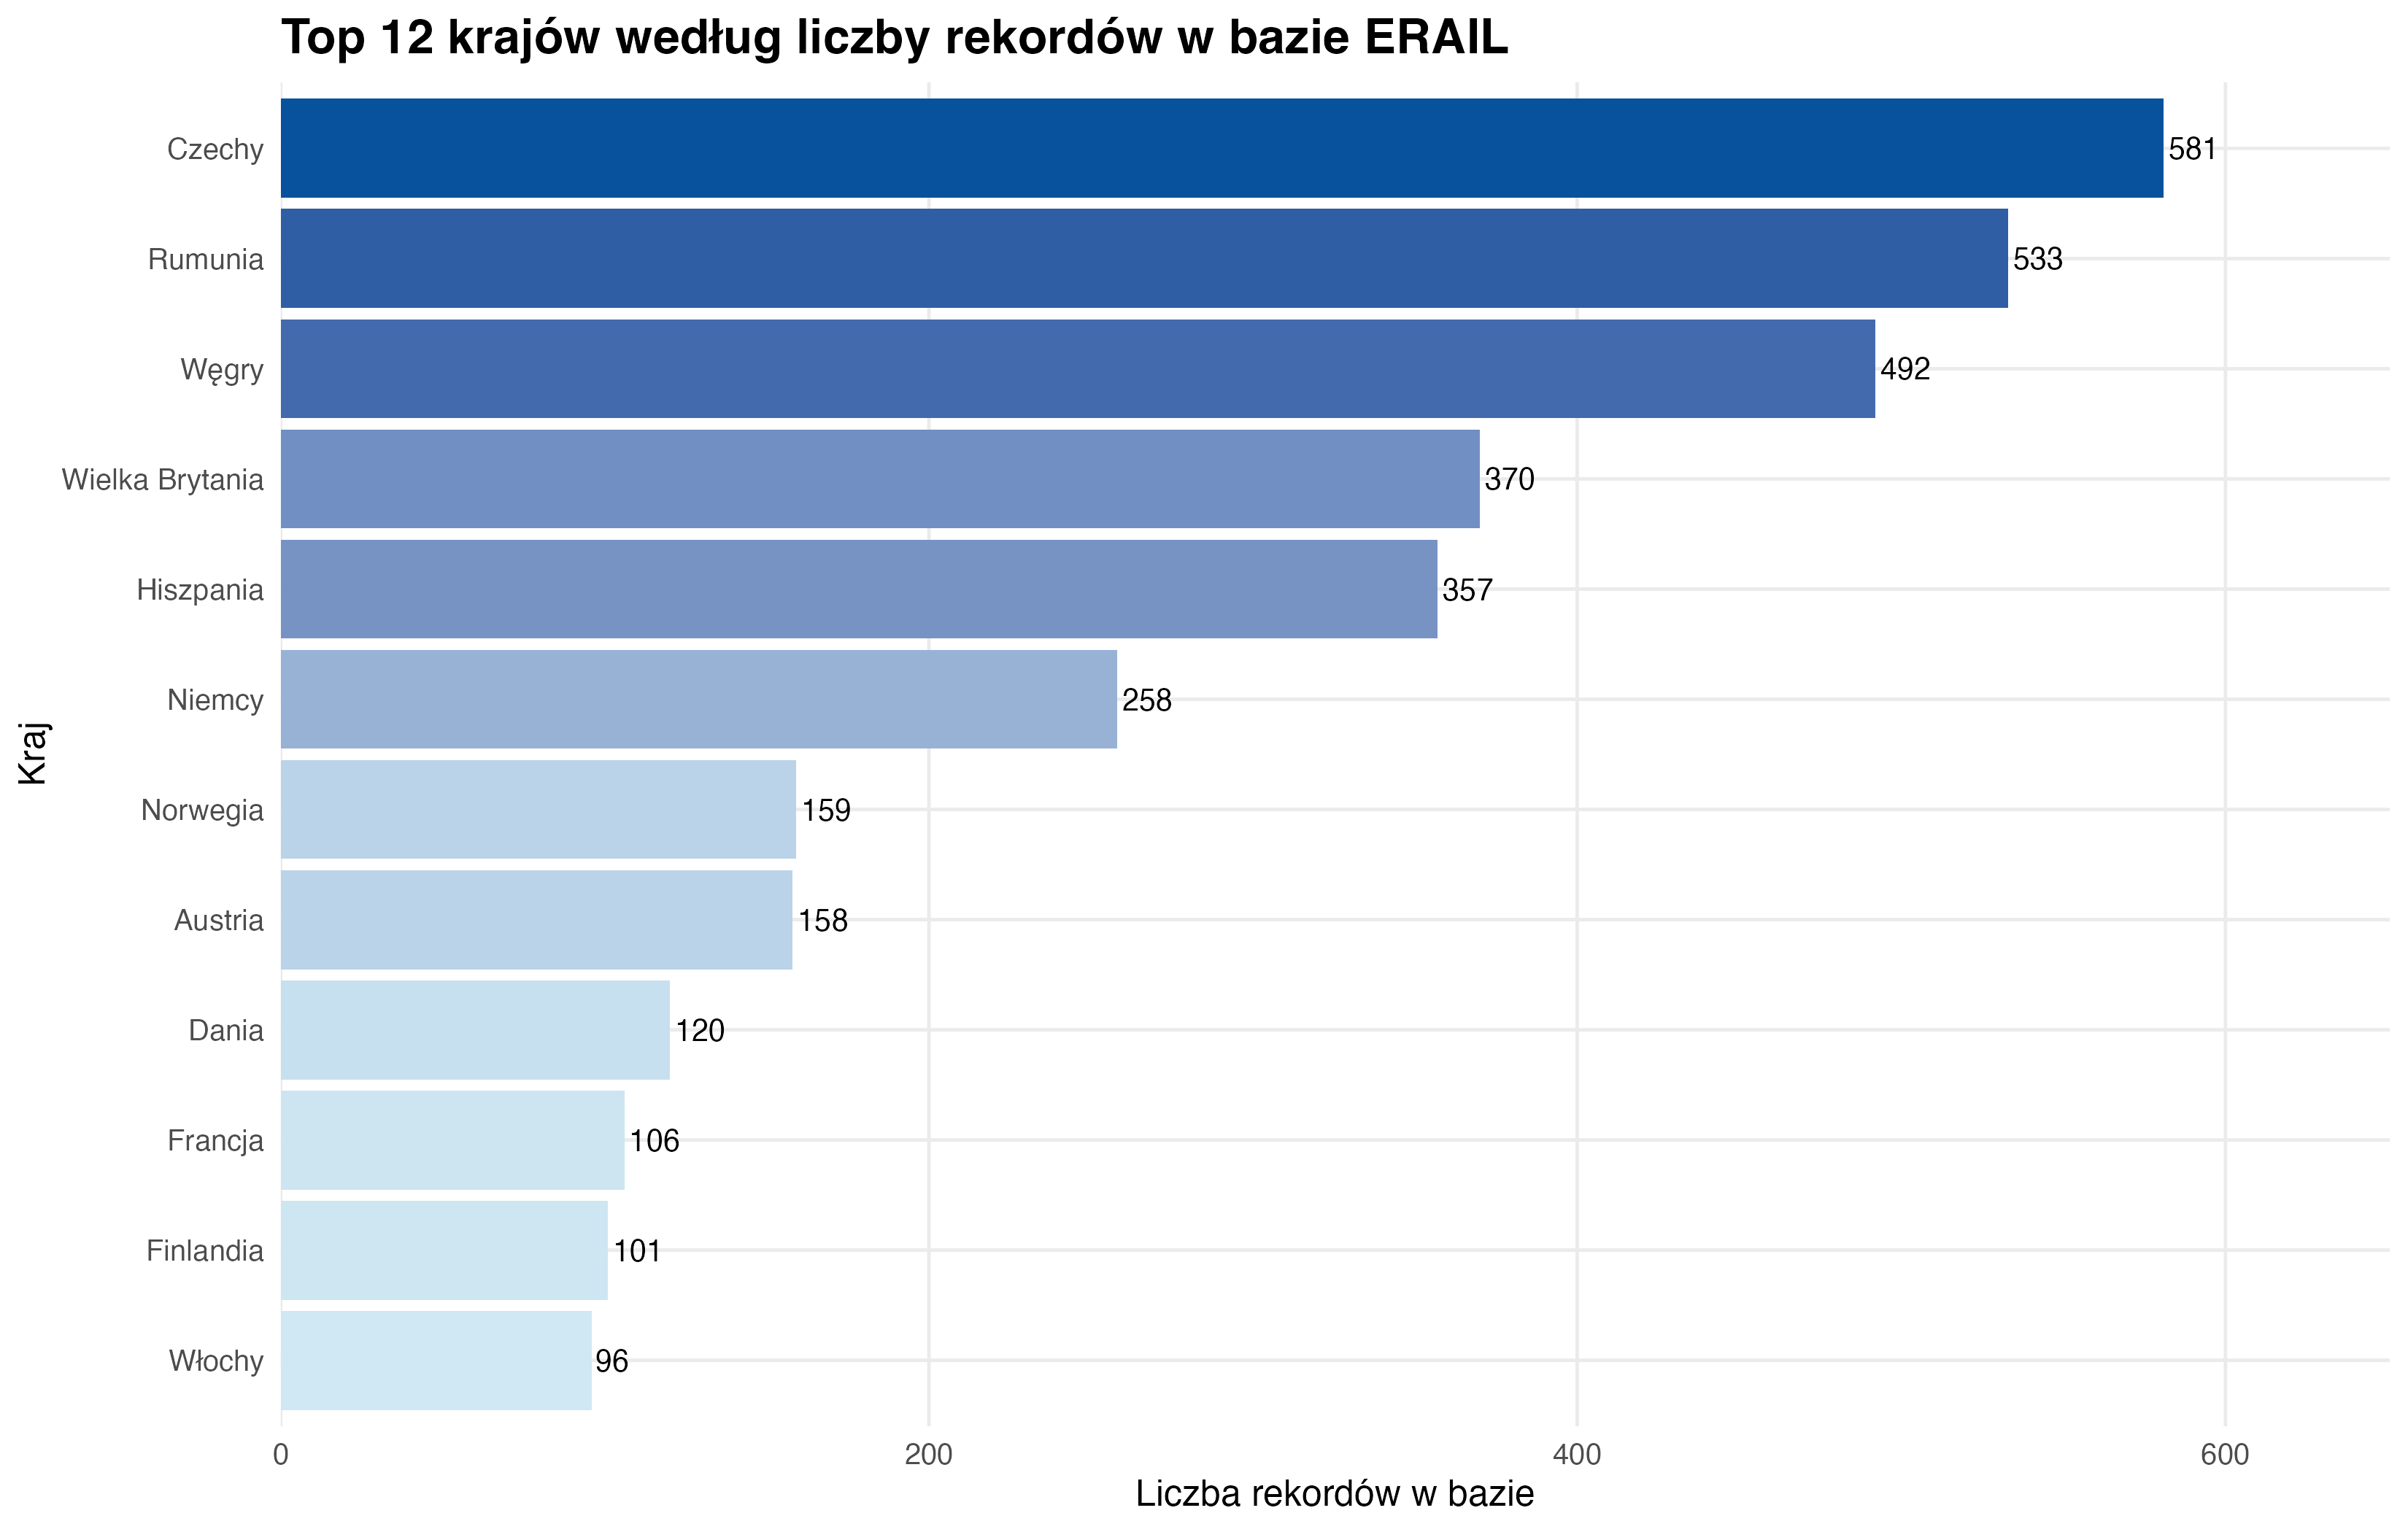 Top 12 krajów według liczby rekordów w bazie ERAIL
Kraj
Czechy 581
Rumunia 533
Węgry 492
Wielka Brytania 370
Hiszpania 357
Niemcy 258
Norwegia 159
Austria 158
Dania 120
Francja 106
Finlandia 101
Włochy 96
0 200 400 600
Liczba rekordów w bazie